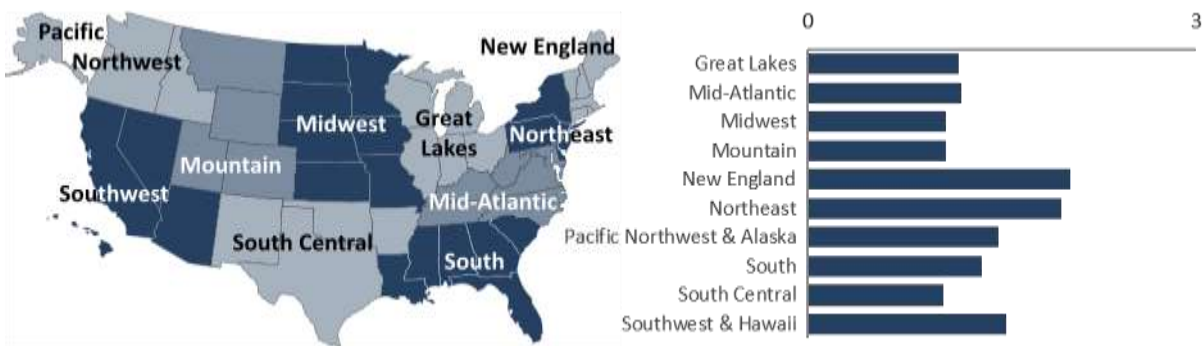 Pacific
Northwest
New England
Midwest
Great
Lakes
Northeast
Mountain
Southwest
Mid-Atlantic
South Central
South
0 3
Great Lakes
Mid-Atlantic
Midwest
Mountain
New England
Northeast
Pacific Northwest & Alaska
South
South Central
Southwest & Hawaii